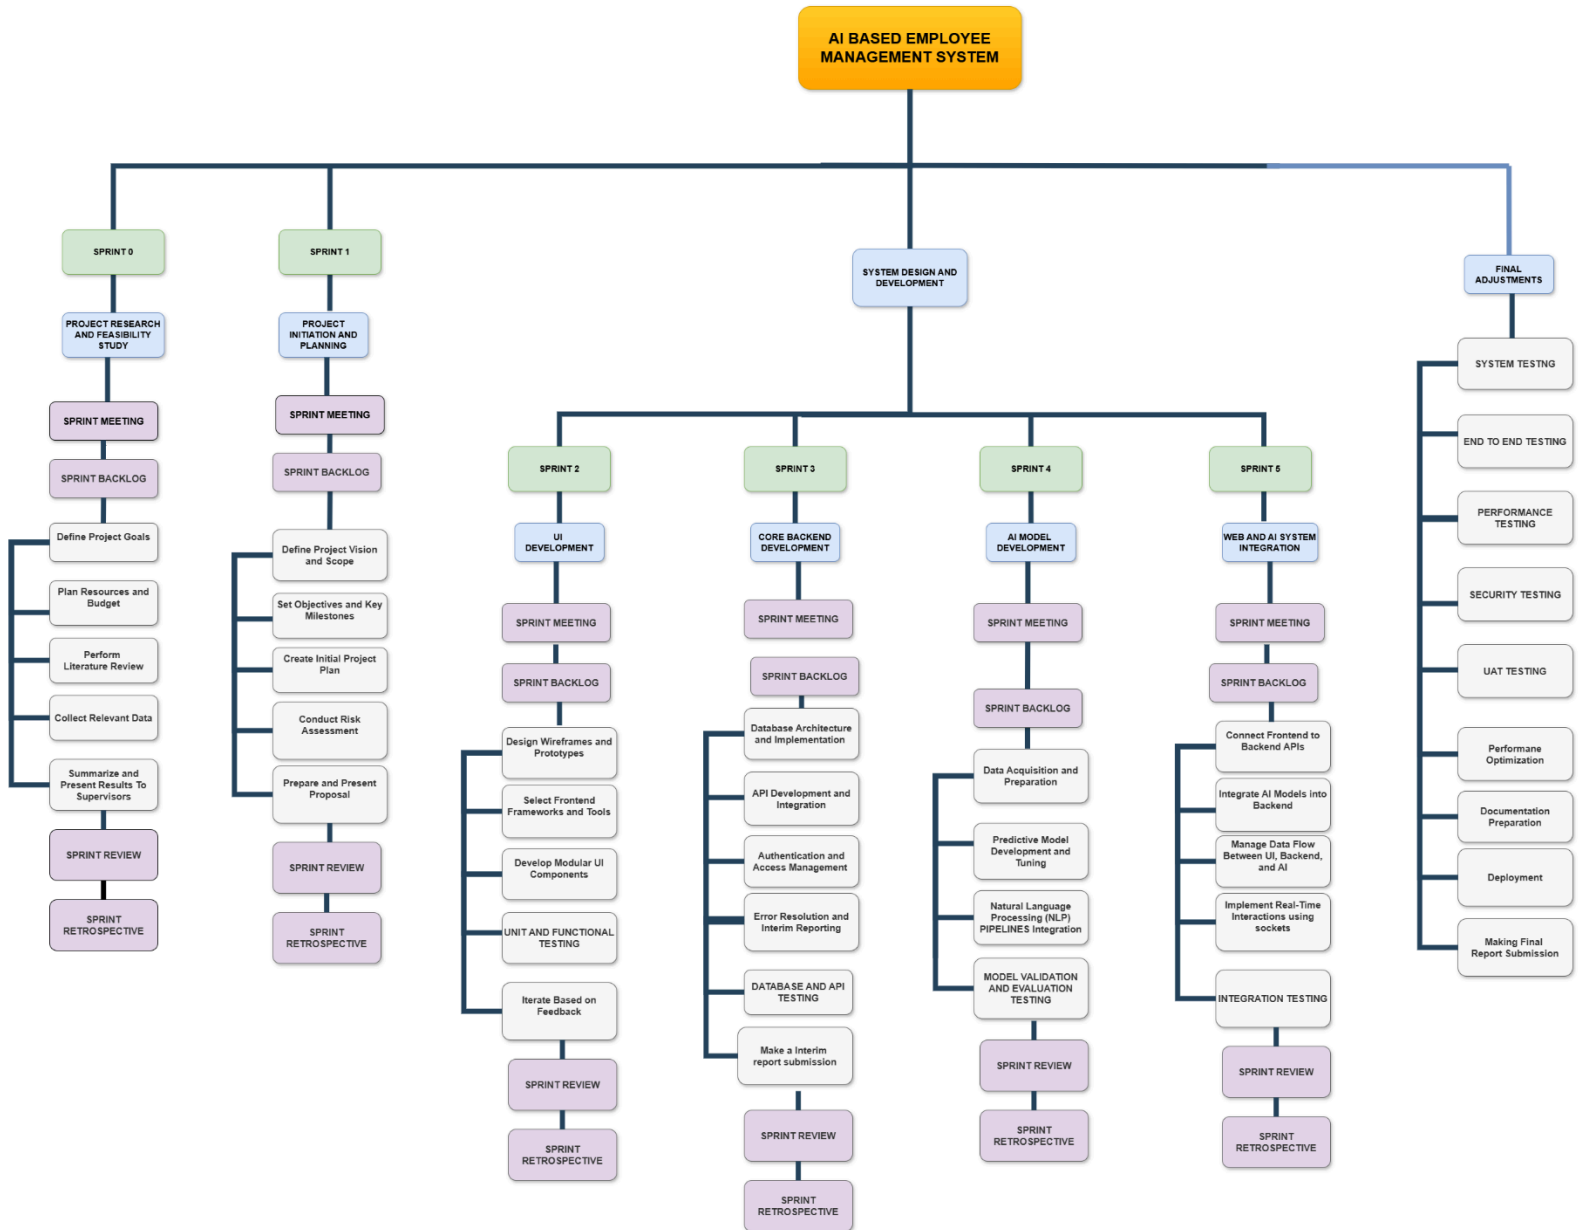 AI BASED EMPLOYEE
MANAGEMENT SYSTEM
SPRINT 0
PROJECT RESEARCH
AND FEASIBILITY
STUDY
SPRINT MEETING
SPRINT BACKLOG
Define Project Goals
Plan Resources and
Budget
Perform
Literature Review
Collect Relevant Data
Summarize and
Present Results To
Supervisors
SPRINT REVIEW
SPRINT
RETROSPECTIVE
SPRINT 1
PROJECT
INITIATION AND
PLANNING
SPRINT MEETING
SPRINT BACKLOG
Define Project Vision
and Scope
Set Objectives and Key
Milestones
Create Initial Project
Plan
Conduct Risk
Assessment
Prepare and Present
Proposal
SPRINT REVIEW
SPRINT
RETROSPECTIVE
SYSTEM DESIGN AND
DEVELOPMENT
SPRINT 2
UI
DEVELOPMENT
SPRINT MEETING
SPRINT BACKLOG
Design Wireframes and
Prototypes
Select Frontend
Frameworks and Tools
Develop Modular UI
Components
UNIT AND FUNCTIONAL
TESTING
Iterate Based on
Feedback
SPRINT REVIEW
SPRINT
RETROSPECTIVE
SPRINT 3
CORE BACKEND
DEVELOPMENT
SPRINT MEETING
SPRINT BACKLOG
Database Architecture
and Implementation
API Development and
Integration
Authentication and
Access Management
Error Resolution and
Interim Reporting
DATABASE AND API
TESTING
Make a Interim
report submission
SPRINT REVIEW
SPRINT
RETROSPECTIVE
SPRINT 4
AI MODEL
DEVELOPMENT
SPRINT MEETING
SPRINT BACKLOG
Data Acquisition and
Preparation
Predictive Model
Development and
Tuning
Natural Language
Processing (NLP)
PIPELINES Integration
MODEL VALIDATION
AND EVALUATION
TESTING
SPRINT REVIEW
SPRINT
RETROSPECTIVE
SPRINT 5
WEB AND AI SYSTEM
INTEGRATION
SPRINT MEETING
SPRINT BACKLOG
Connect Frontend to
Backend APIs
Integrate AI Models into
Backend
Manage Data Flow
Between UI, Backend,
and AI
Implement Real-Time
Interactions using
sockets
INTEGRATION TESTING
SPRINT REVIEW
SPRINT
RETROSPECTIVE
FINAL
ADJUSTMENTS
SYSTEM TESTNG
END TO END TESTING
PERFORMANCE
TESTING
SECURITY TESTING
UAT TESTING
Performane
Optimization
Documentation
Preparation
Deployment
Making Final
Report Submission